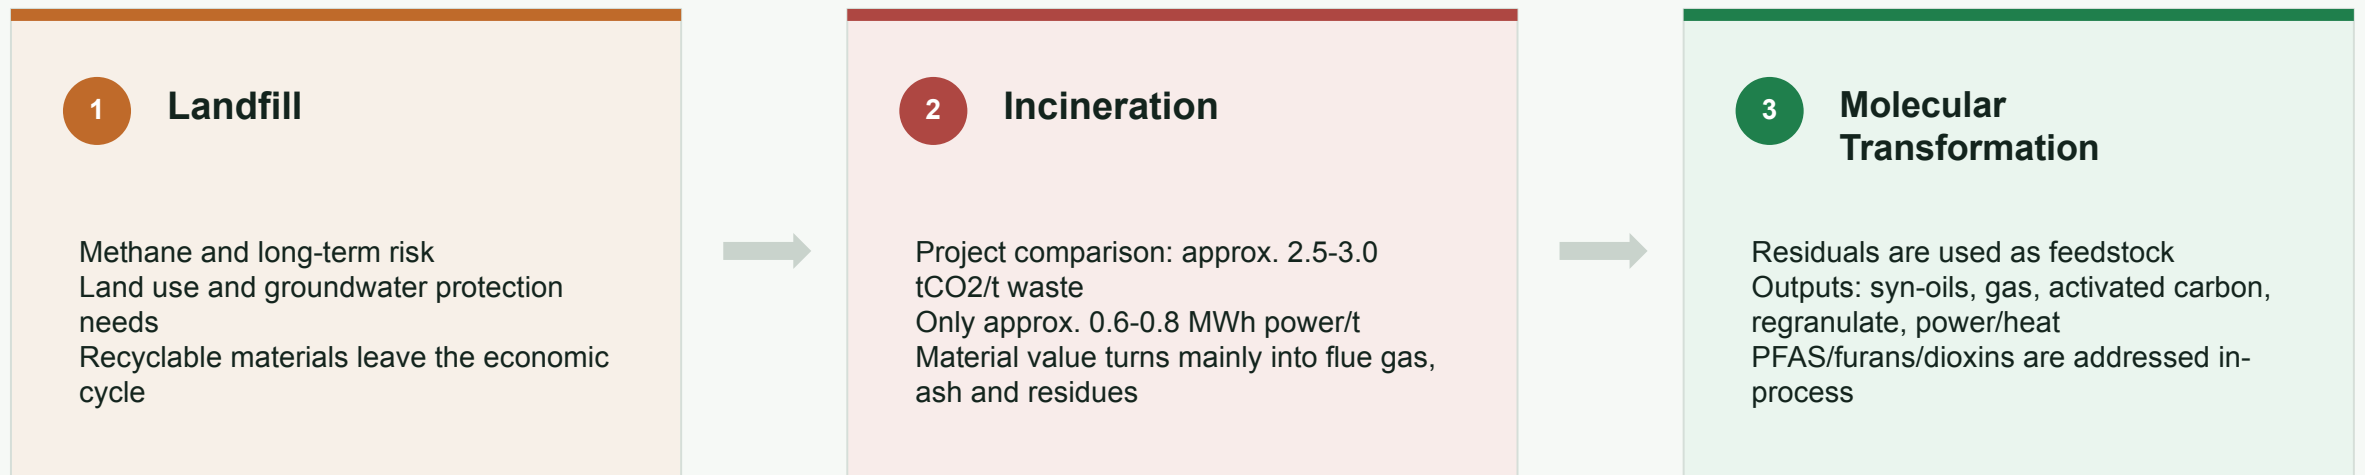 1
Landfill
Methane and long-term risk
Land use and groundwater protection
needs
Recyclable materials leave the economic
cycle
2
Incineration
Project comparison: approx. 2.5-3.0
tCO2/t waste
Only approx. 0.6-0.8 MWh power/t
Material value turns mainly into flue gas,
ash and residues
3
Molecular
Transformation
Residuals are used as feedstock
Outputs: syn-oils, gas, activated carbon,
regranulate, power/heat
PFAS/furans/dioxins are addressed in-
process